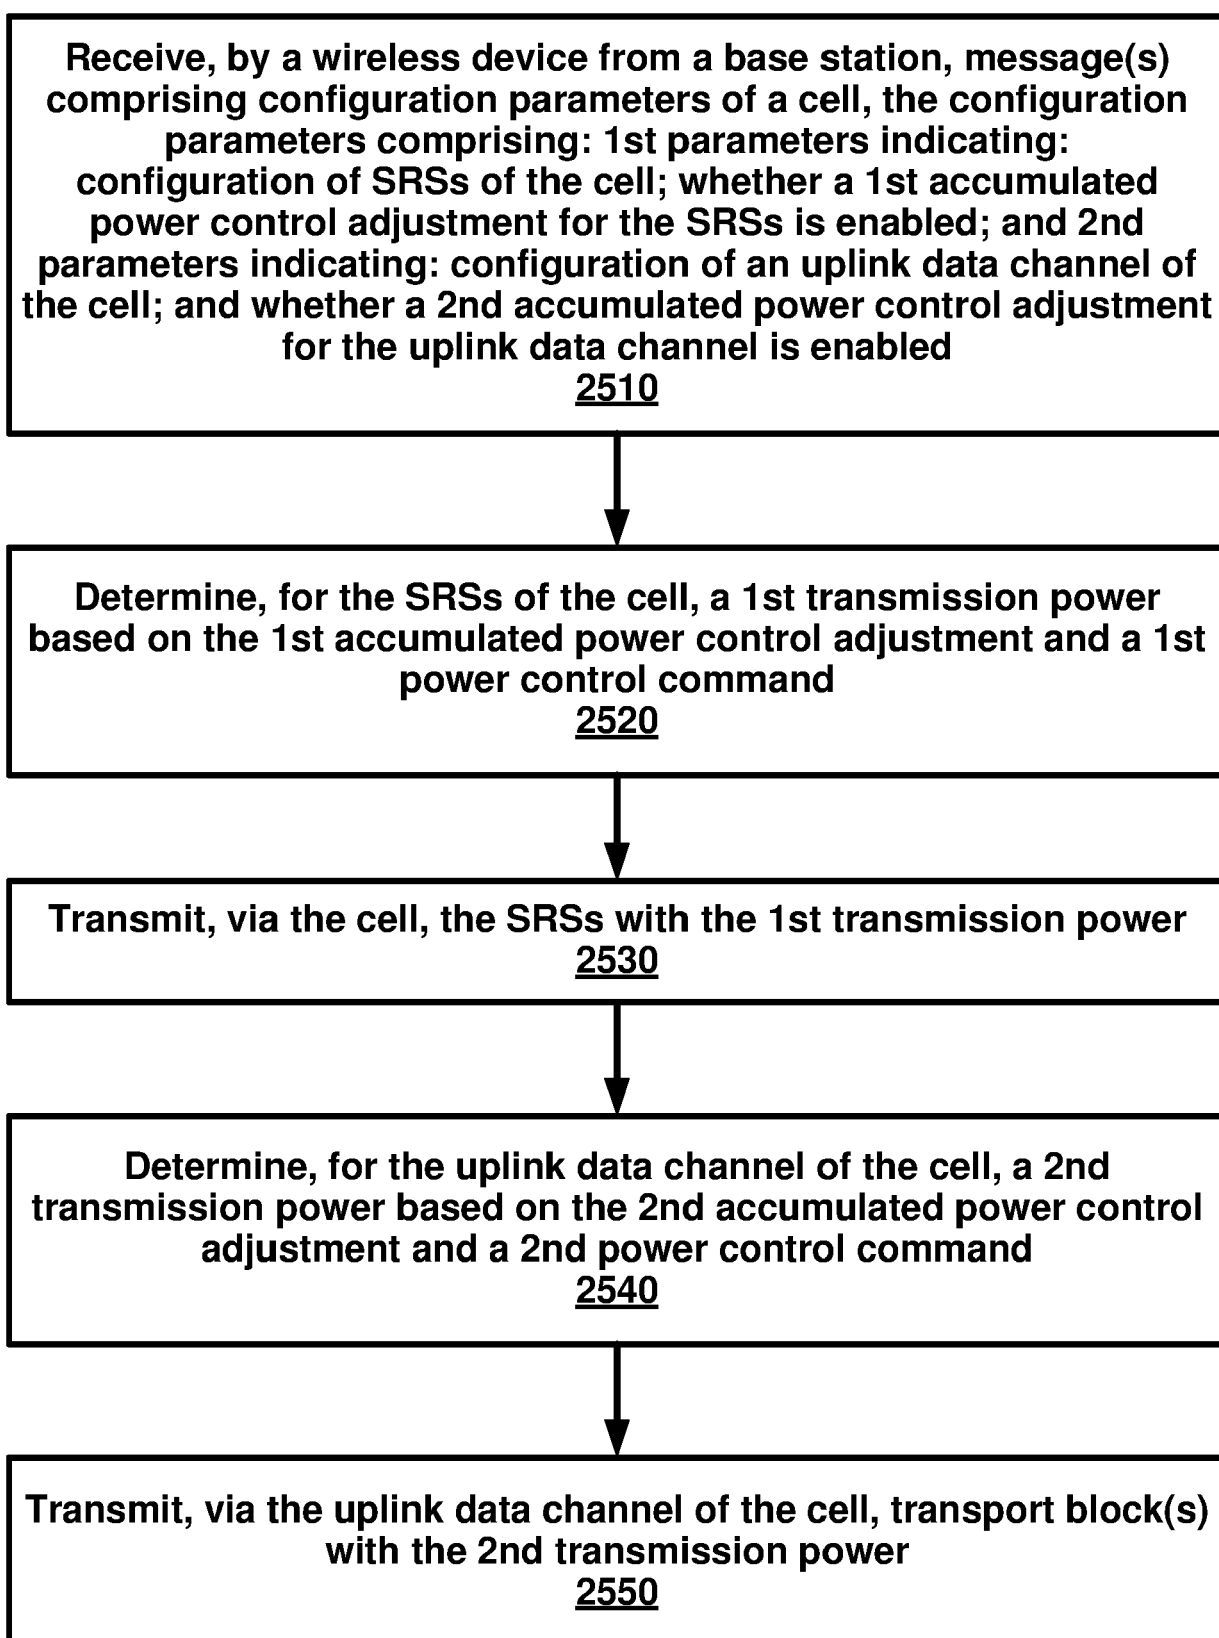 Receive, by a wireless device from a base station, message(s)
comprising configuration parameters of a cell, the configuration
parameters comprising: 1st parameters indicating:
configuration of SRSs of the cell; whether a 1st accumulated
power control adjustment for the SRSs is enabled; and 2nd
parameters indicating: configuration of an uplink data channel of
the cell; and whether a 2nd accumulated power control adjustment
for the uplink data channel is enabled
2510
Determine, for the SRSs of the cell, a 1st transmission power
based on the 1st accumulated power control adjustment and a 1st
power control command
2520
Transmit, via the cell, the SRSs with the 1st transmission power
2530
Determine, for the uplink data channel of the cell, a 2nd
transmission power based on the 2nd accumulated power control
adjustment and a 2nd power control command
2540
Transmit, via the uplink data channel of the cell, transport block(s)
with the 2nd transmission power
2550